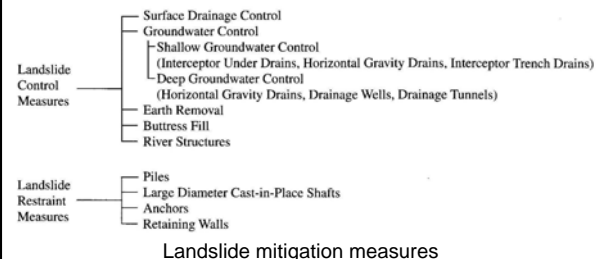 Surface Drainage Control
Groundwater Control
Shallow Groundwater Control
(Interceptor Under Drains, Horizontal Gravity Drains, Interceptor Trench Drains)
Deep Groundwater Control
(Horizontal Gravity Drains, Drainage Wells, Drainage Tunnels)
Landslide
Control
Measures
Earth Removal
Buttress Fill
River Structures
Landslide
Restraint
Measures
Piles
Large Diameter Cast-in-Place Shafts
Anchors
Retaining Walls
Landslide mitigation measures